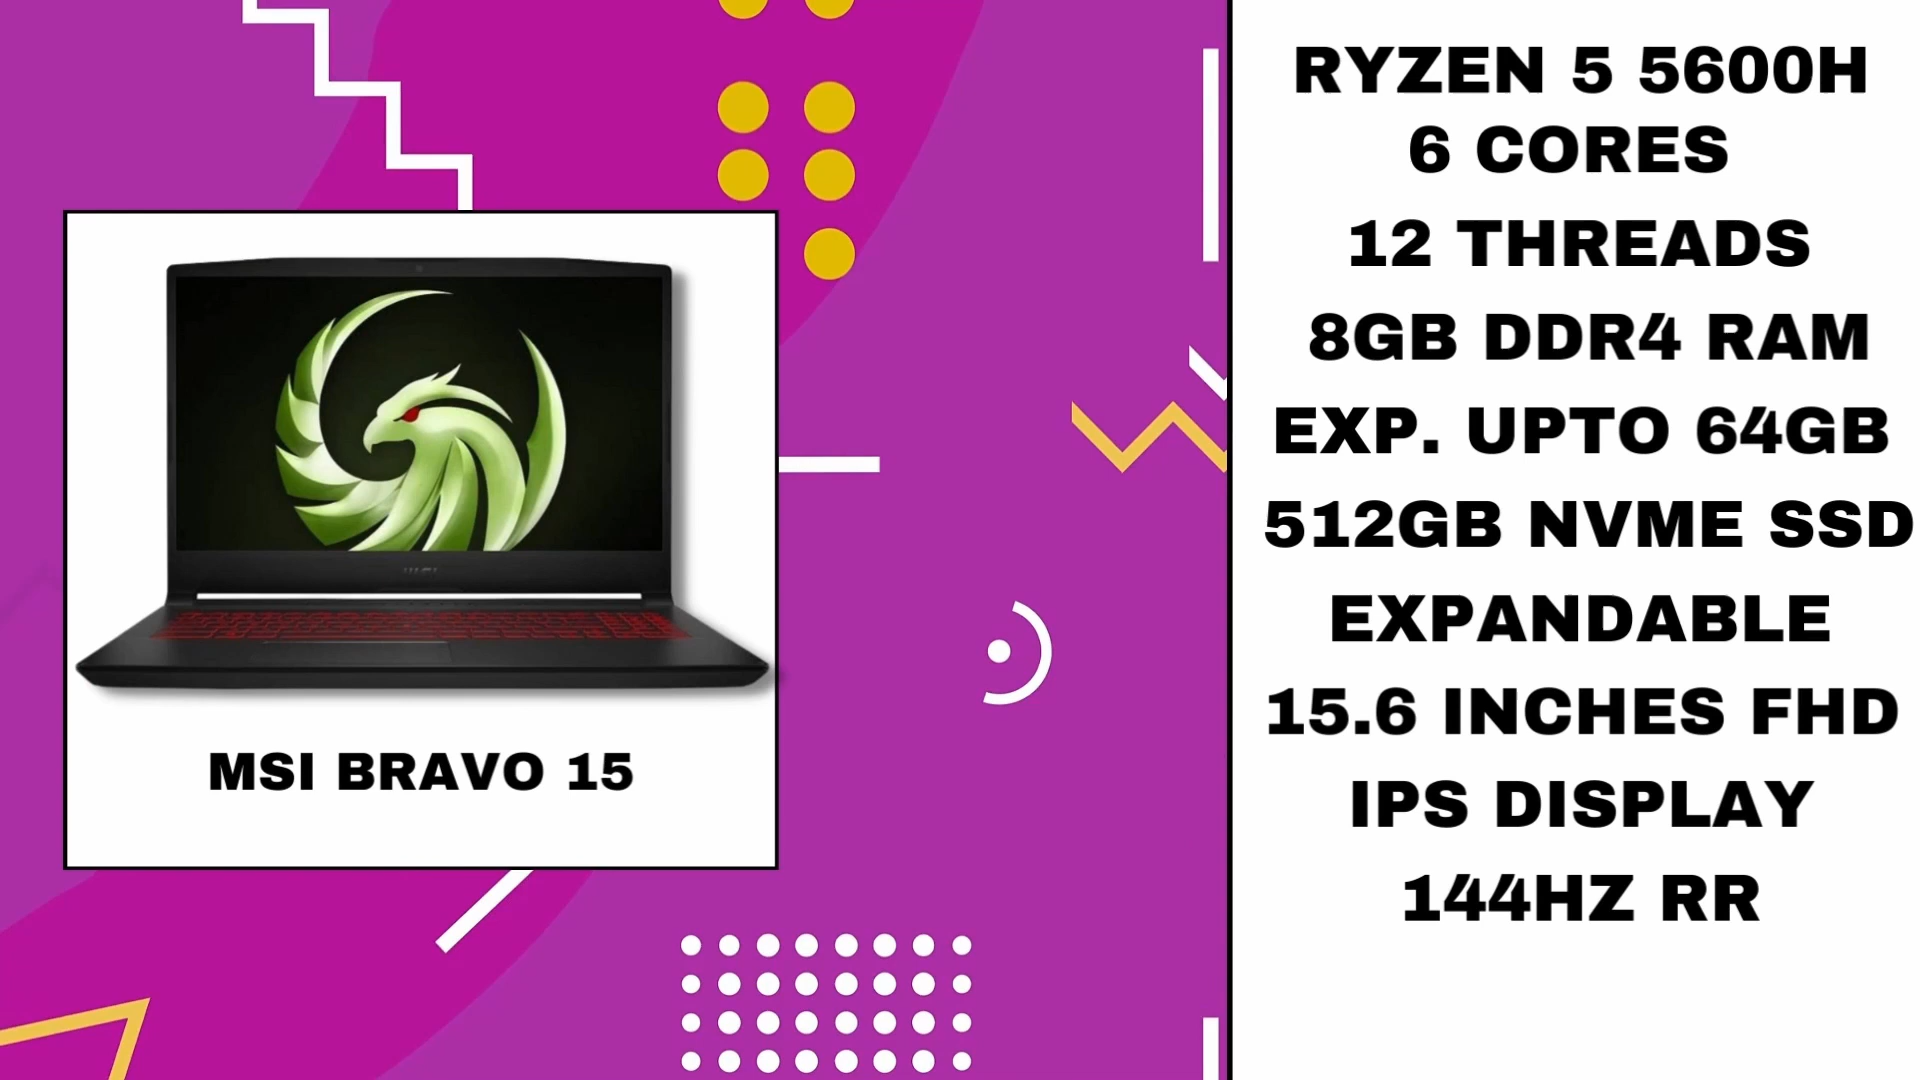 RYZEN 5 5600H
6 CORES
12 THREADS
8GB DDR4 RAM
EXP. UPTO 64GB
512GB NVME SSD
EXPANDABLE
15.6 INCHES FHD
IPS DISPLAY
144HZ RR
MSI
MSI BRAVO 15